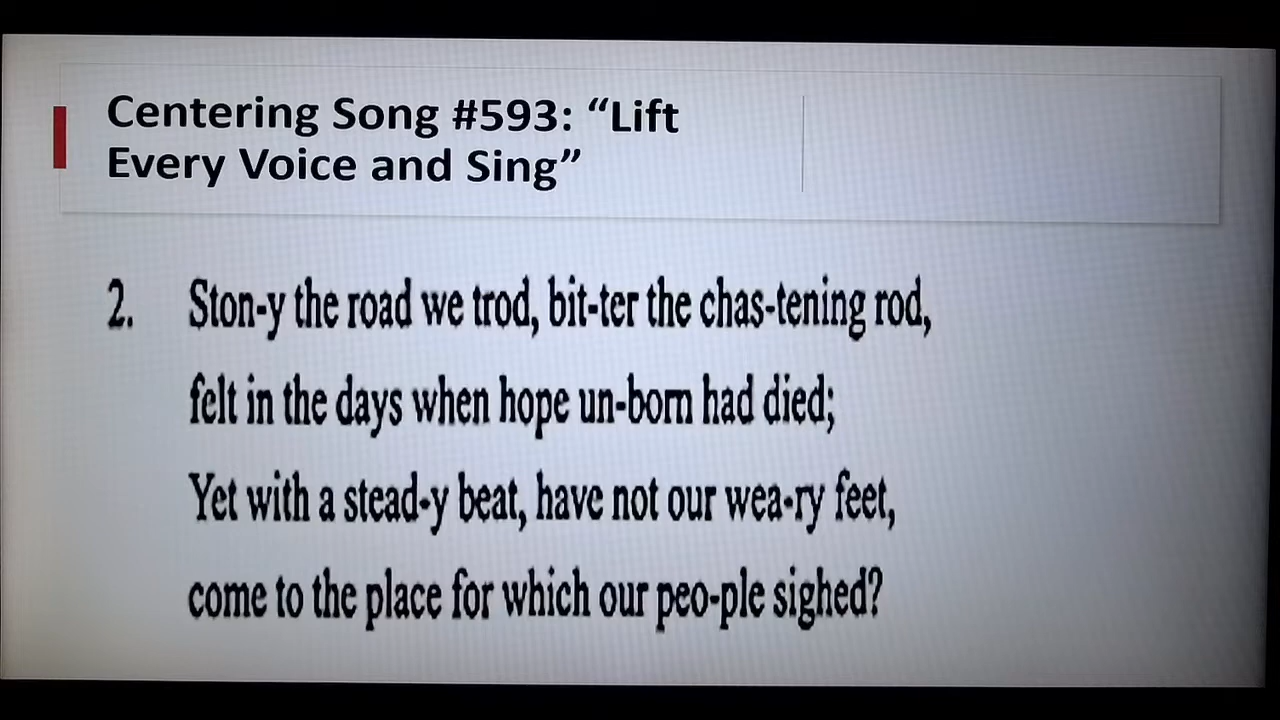 Centering Song #593: “Lift
Every Voice and Sing”
2. Ston-y the road we trod, bit-ter the chas-tening rod,
felt in the days when hope un-born had died;
Yet with a stead-y beat, have not our wea-ry feet,
come to the place for which our peo-ple sighed?